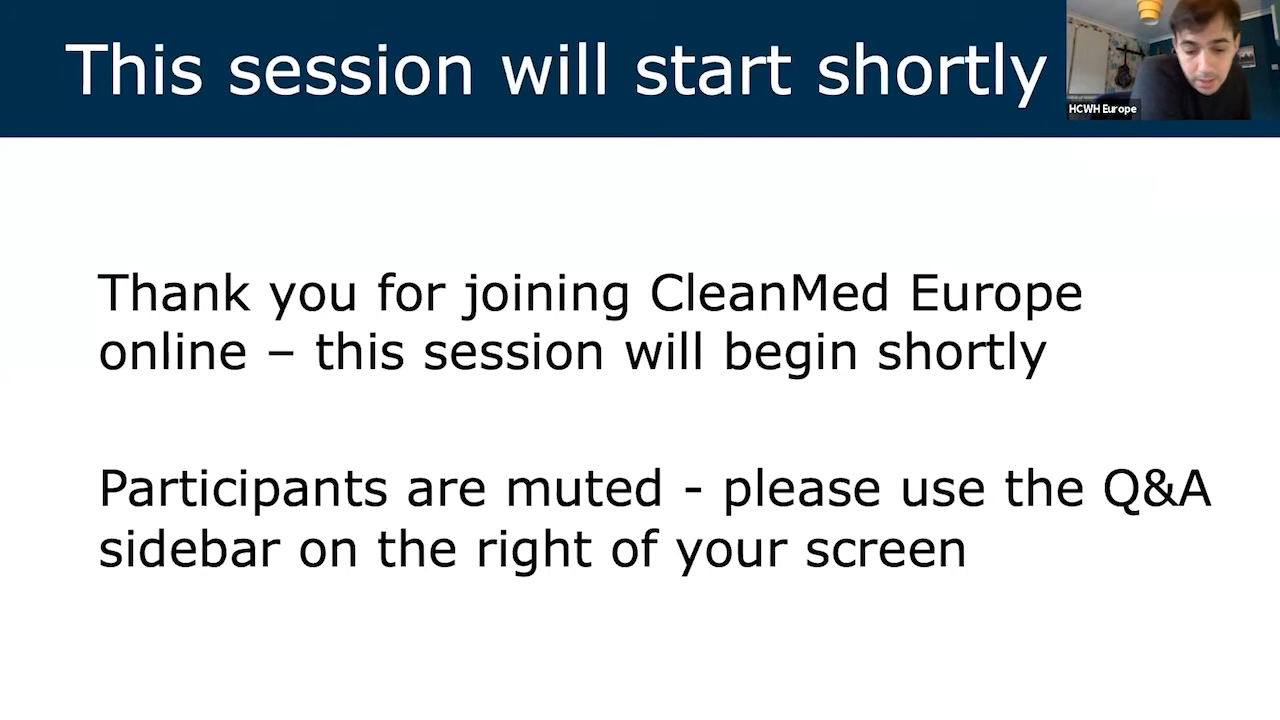 This session will start shortly
HCWH Europe
Thank you for joining CleanMed Europe
online – this session will begin shortly
Participants are muted - please use the Q&A
sidebar on the right of your screen